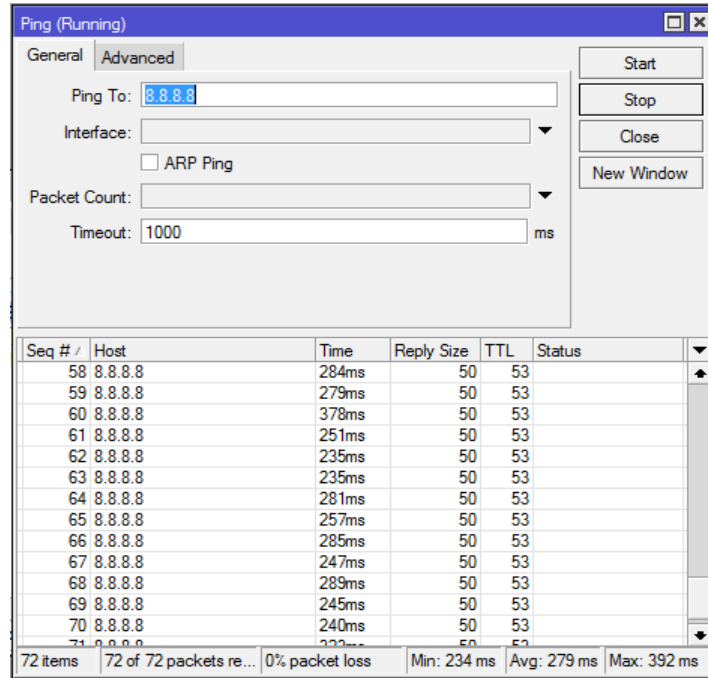 Ping (Running)
General Advanced
Start
Ping To: 8.8.8.8
Stop
Interface:
Close
ARP Ping
New Window
Packet Count:
Timeout: 1000 ms
Seq # Host Time Reply Size TTL Status
58 8.8.8.8 284ms 50 53
59 8.8.8.8 279ms 50 53
60 8.8.8.8 378ms 50 53
61 8.8.8.8 251ms 50 53
62 8.8.8.8 235ms 50 53
63 8.8.8.8 235ms 50 53
64 8.8.8.8 281ms 50 53
65 8.8.8.8 257ms 50 53
66 8.8.8.8 285ms 50 53
67 8.8.8.8 247ms 50 53
68 8.8.8.8 289ms 50 53
69 8.8.8.8 245ms 50 53
70 8.8.8.8 240ms 50 53
71 8.8.8.8 50 53
72 items 72 of 72 packets re... 0% packet loss Min: 234 ms Avg: 279 ms Max: 392 ms